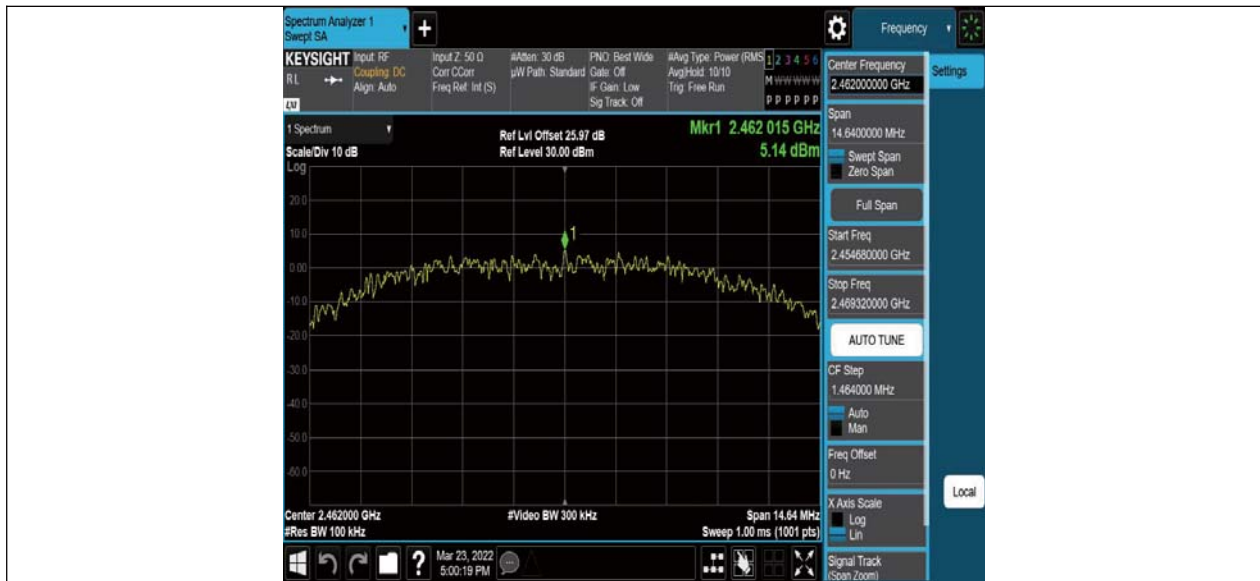 Spectrum Analyzer 1
Swept SA
+
Frequency
KEYSIGHT
RL
LXI
Input: RF
Coupling: DC
Align: Auto
Input Z: 50 Ω
Corr CCorr
Freq Ref: Int (S)
#Atten: 30 dB
µW Path: Standard
PNO: Best Wide
Gate: Off
IF Gain: Low
Sig Track: Off
#Avg Type: Power (RMS
Avg|Hold: 10/10
Trig: Free Run
1 2 3 4 5 6
M W W W W W
P P P P P P
1 Spectrum
Scale/Div 10 dB
Log
Ref Lvl Offset 25.97 dB
Ref Level 30.00 dBm
Mkr1 2.462 015 GHz
5.14 dBm
20.0
10.0
0.00
-10.0
-20.0
-30.0
-40.0
-50.0
-60.0
1
Center 2.462000 GHz
#Res BW 100 kHz
#Video BW 300 kHz
Span 14.64 MHz
Sweep 1.00 ms (1001 pts)
?
Mar 23, 2022
5:00:19 PM
Center Frequency
2.462000000 GHz
Settings
Span
14.6400000 MHz
Swept Span
Zero Span
Full Span
Start Freq
2.454680000 GHz
Stop Freq
2.469320000 GHz
AUTO TUNE
CF Step
1.464000 MHz
Auto
Man
Freq Offset
0 Hz
Local
X Axis Scale
Log
Lin
Signal Track
(Span Zoom)